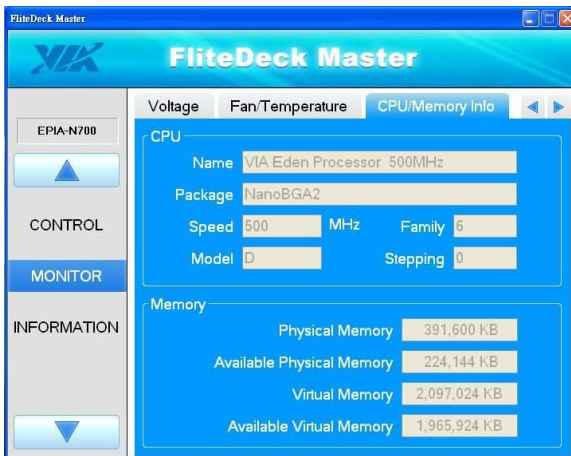 FliteDeck Master
VIA FliteDeck Master
Voltage Fan/Temperature CPU/Memory Info
EPIA-N700
CONTROL
MONITOR
INFORMATION
CPU
Name VIA Eden Processor 500MHz
Package NanoBGA2
Speed 500 MHz Family 6
Model D Stepping 0
Memory
Physical Memory 391,600 KB
Available Physical Memory 224,144 KB
Virtual Memory 2,097,024 KB
Available Virtual Memory 1,965,924 KB